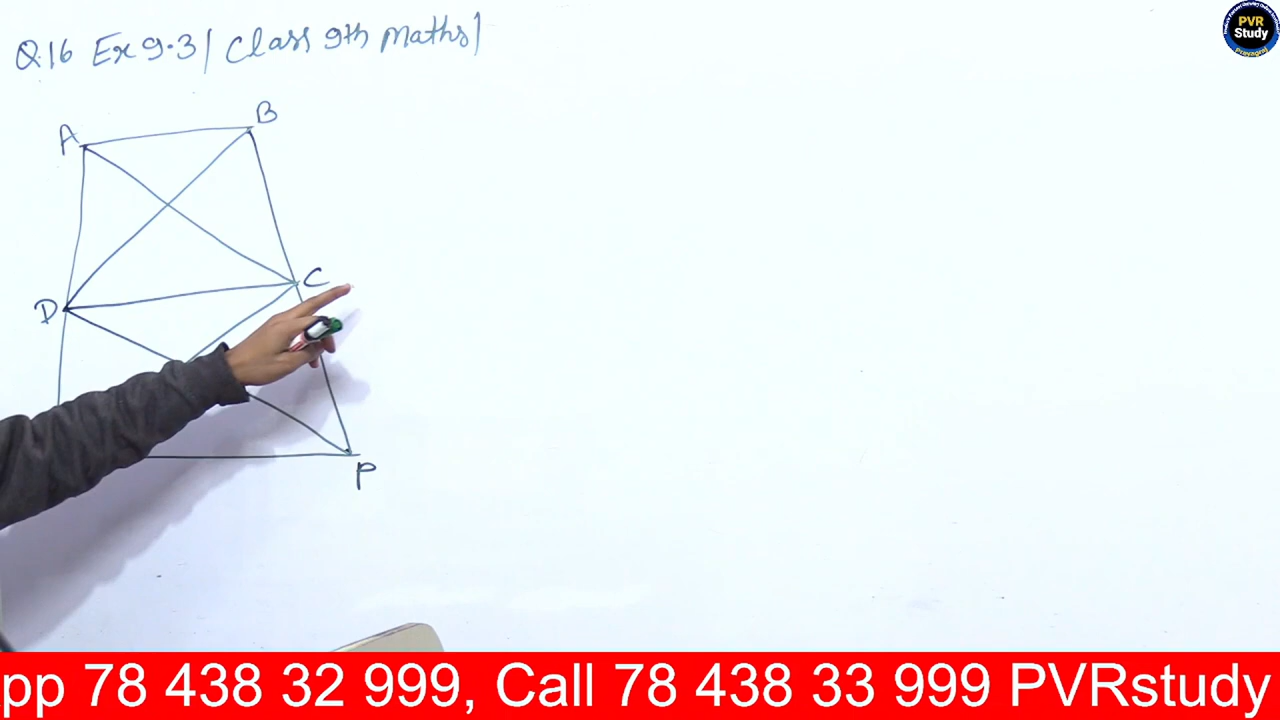 Q.16 Ex 9.3 / Class 9th Maths /
PVR
Study
Prayagraj
A
B
D
C
P
pp 78 438 32 999, Call 78 438 33 999 PVRstudy